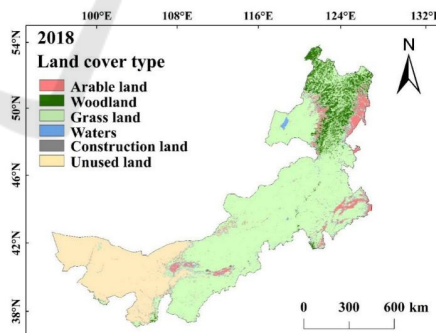 100°E 108°E 116°E 124°E 132°E
54°N
50°N
46°N
42°N
38°N
2018
Land cover type
Arable land
Woodland
Grass land
Waters
Construction land
Unused land
N
0 300 600 km